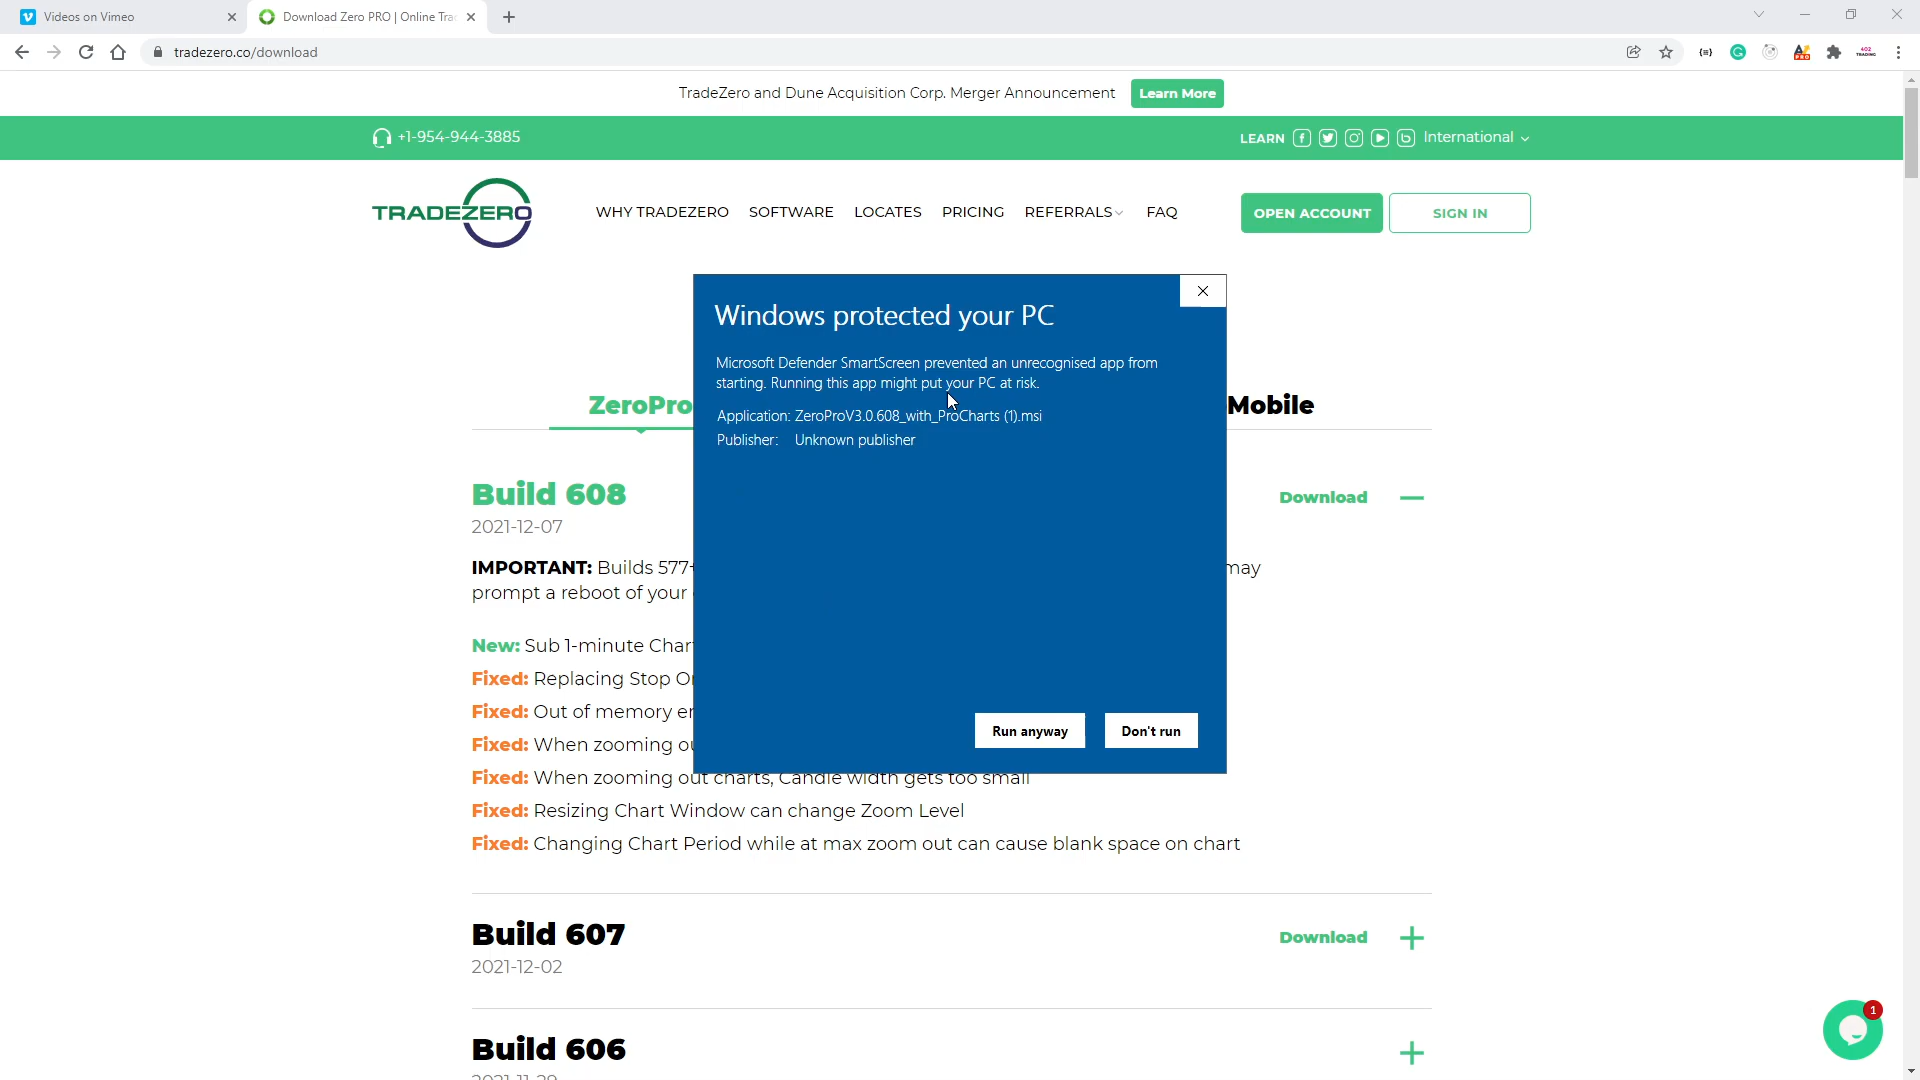 Videos on Vimeo
Download Zero PRO | Online Tra
tradezero.co/download
TradeZero and Dune Acquisition Corp. Merger Announcement
Learn More
+1-954-944-3885
LEARN
International
TRADEZERO
WHY TRADEZERO
SOFTWARE
LOCATES
PRICING
REFERRALS
FAQ
OPEN ACCOUNT
SIGN IN
Windows protected your PC
Microsoft Defender SmartScreen prevented an unrecognised app from
starting. Running this app might put your PC at risk.
Application: ZeroProV3.0.608_with_ProCharts (1).msi
Publisher: Unknown publisher
Run anyway
Don't run
ZeroPro
Mobile
Build 608
Download
2021-12-07
IMPORTANT: Builds 577+
may
prompt a reboot of your
New: Sub 1-minute Char
Fixed: Replacing Stop Or
Fixed: Out of memory er
Fixed: When zooming ou
Fixed: When zooming out charts, Candle width gets too small
Fixed: Resizing Chart Window can change Zoom Level
Fixed: Changing Chart Period while at max zoom out can cause blank space on chart
Build 607
Download
2021-12-02
Build 606
2021-11-29
1